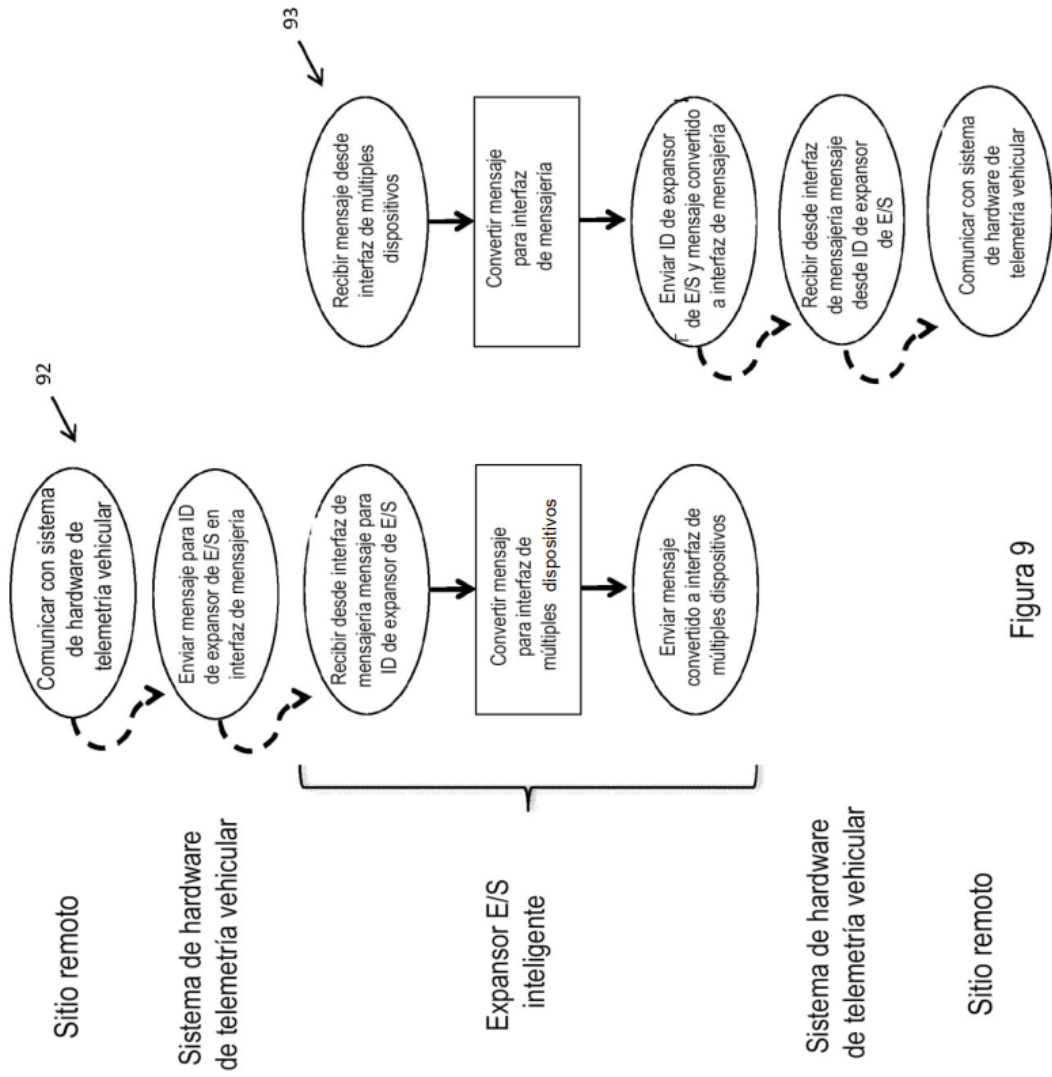 92
93
Sitio remoto
Comunicar con sistema
de hardware de
telemetría vehicular
Sistema de hardware
de telemetría vehicular
Enviar mensaje para ID
de expansor de E/S en
interfaz de mensajería
Expansor E/S
inteligente
Recibir desde interfaz de
mensajería mensaje para
ID de expansor de E/S
Convertir mensaje
para interfaz de
múltiples dispositivos
Enviar mensaje
convertido a interfaz de
múltiples dispositivos
Recibir mensaje desde
interfaz de múltiples
dispositivos
Convertir mensaje
para interfaz
de mensajería
Enviar ID de expansor
de E/S y mensaje convertido
a interfaz de mensajería
Sistema de hardware
de telemetría vehicular
Recibir desde interfaz
de mensajería mensaje
desde ID de expansor
de E/S
Sitio remoto
Comunicar con sistema
de hardware de
telemetría vehicular
Figura 9